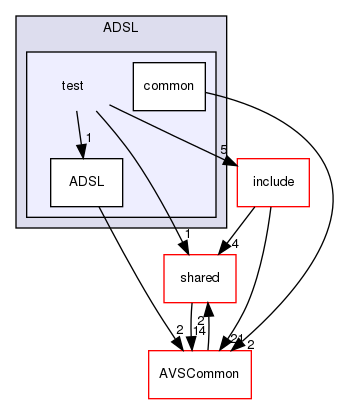 ADSL
test
common
1
5
ADSL
include
1
4
shared
2
2
14
21
2
AVSCommon